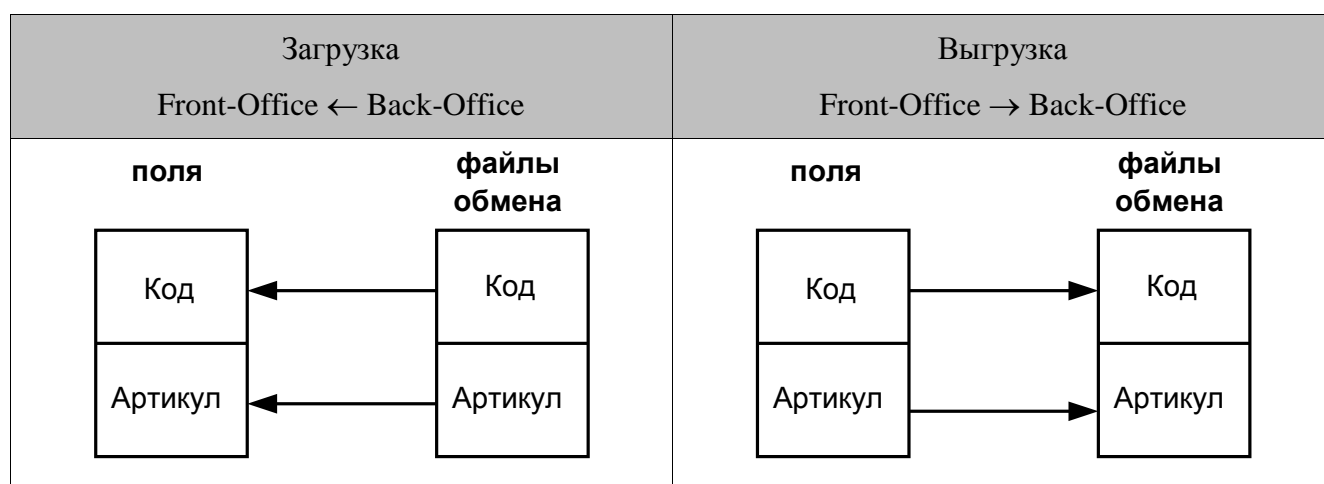 Загрузка
Front-Office ← Back-Office
Выгрузка
Front-Office → Back-Office
поля
файлы
обмена
Код
Код
Артикул
Артикул
поля
файлы
обмена
Код
Код
Артикул
Артикул